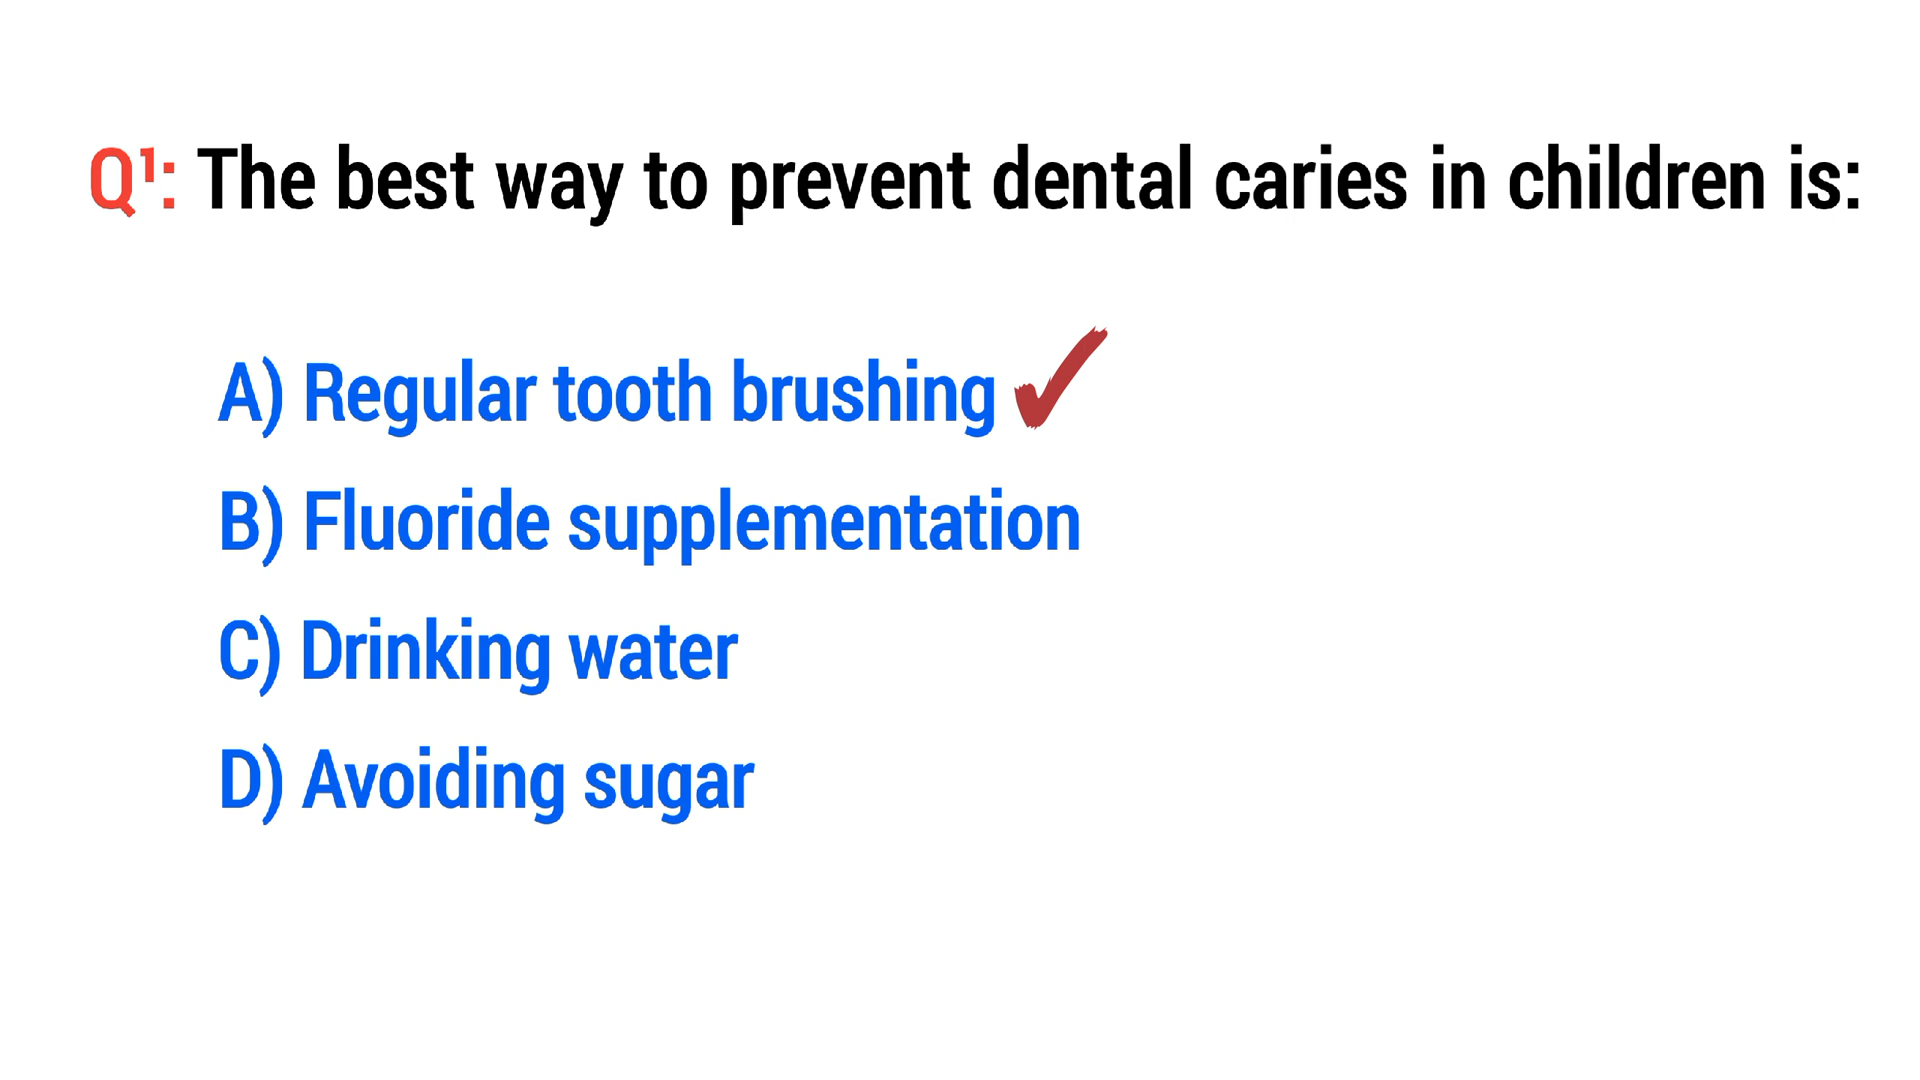 Q¹: The best way to prevent dental caries in children is:
A) Regular tooth brushing
B) Fluoride supplementation
C) Drinking water
D) Avoiding sugar